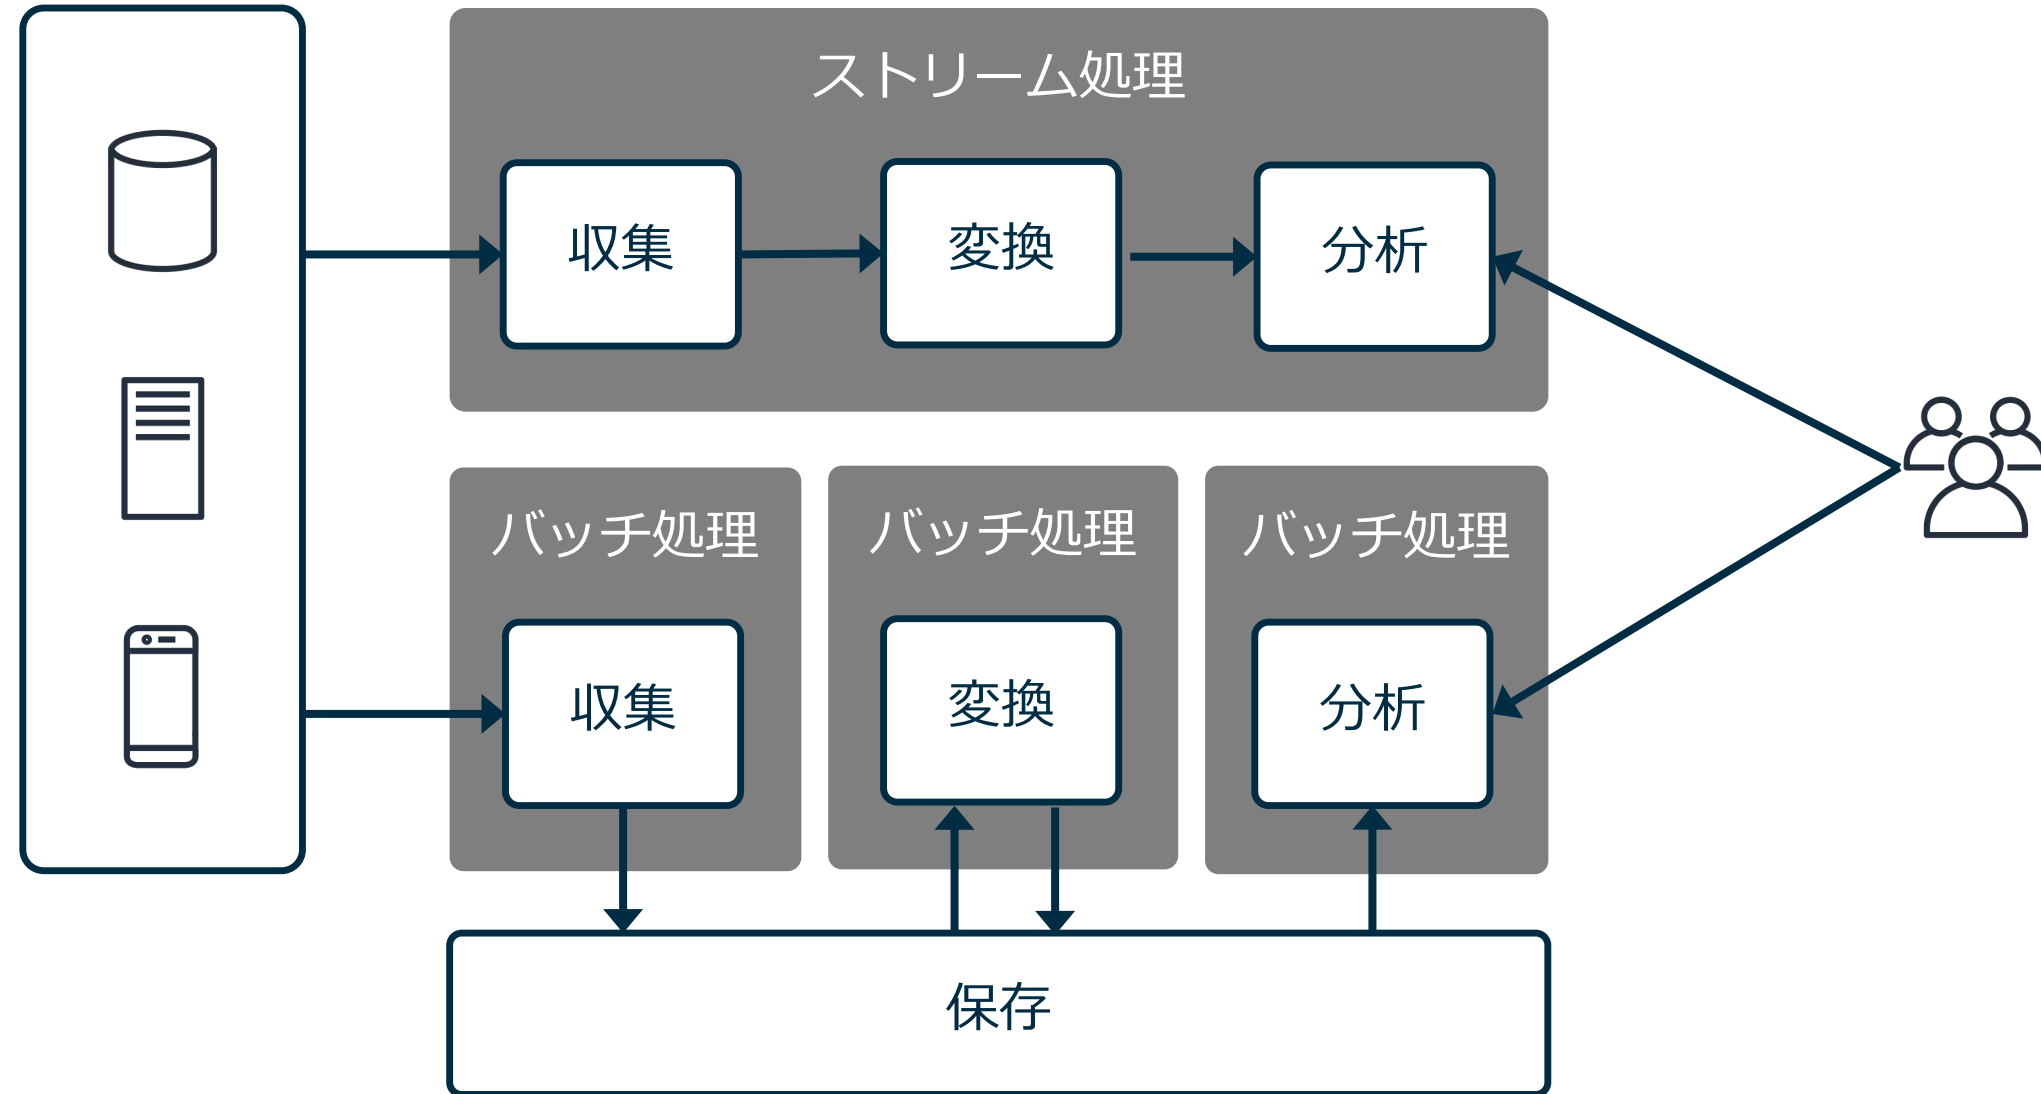 ストリーム処理
収集
変換
分析
バッチ処理
バッチ処理
バッチ処理
収集
変換
分析
保存